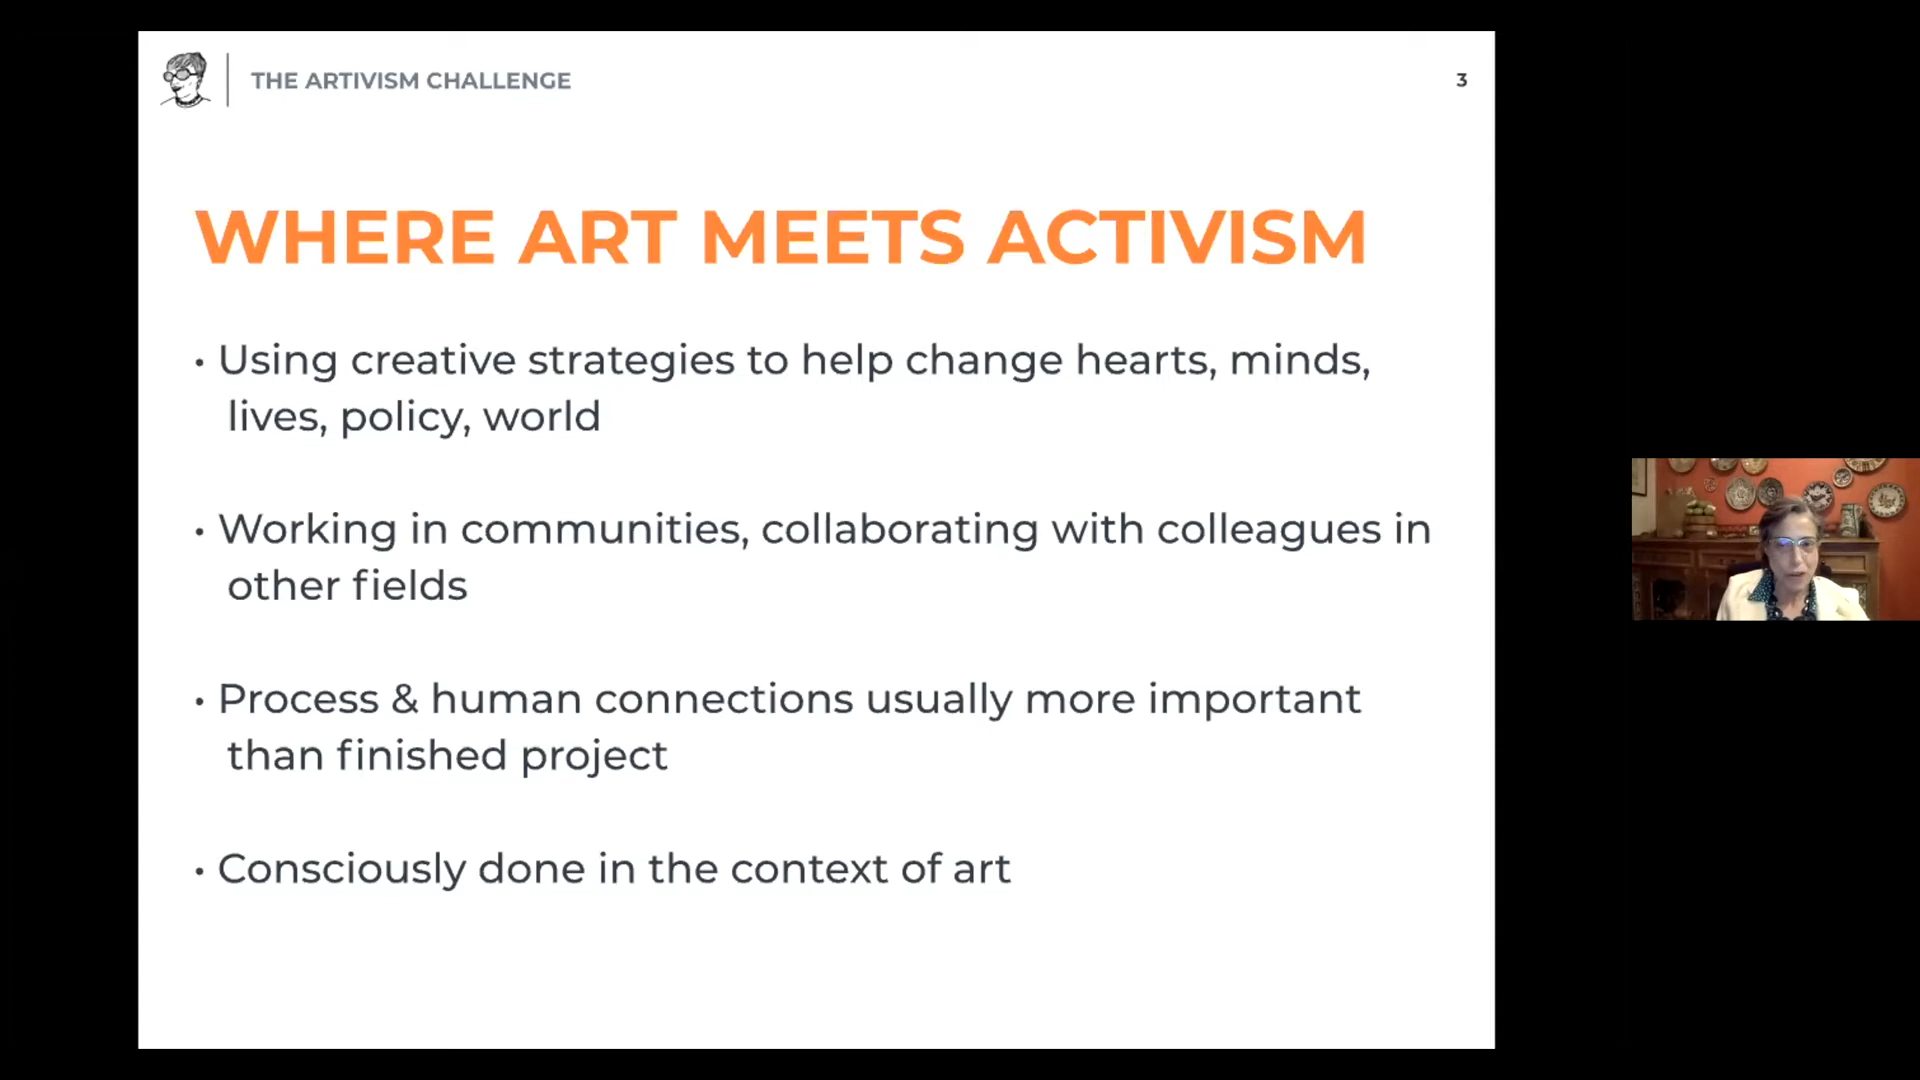 THE ARTIVISM CHALLENGE
3
WHERE ART MEETS ACTIVISM
• Using creative strategies to help change hearts, minds,
lives, policy, world
• Working in communities, collaborating with colleagues in
other fields
• Process & human connections usually more important
than finished project
• Consciously done in the context of art